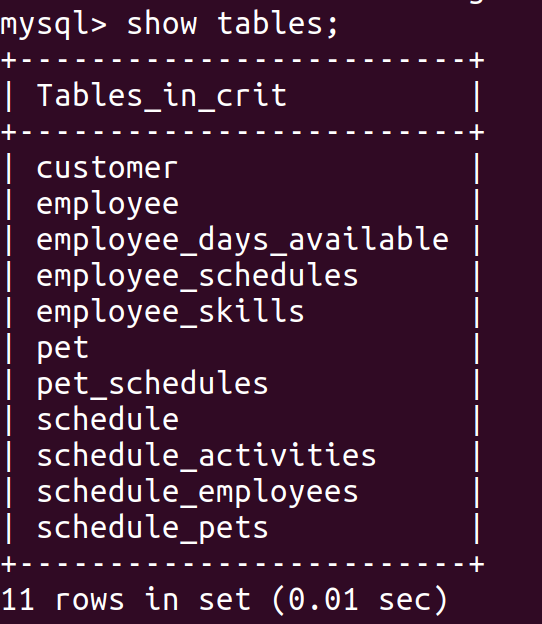 mysql> show tables;
+--------------------------+
| Tables_in_crit           |
+--------------------------+
| customer                 |
| employee                 |
| employee_days_available  |
| employee_schedules       |
| employee_skills          |
| pet                      |
| pet_schedules            |
| schedule                 |
| schedule_activities      |
| schedule_employees       |
| schedule_pets            |
+--------------------------+
11 rows in set (0.01 sec)